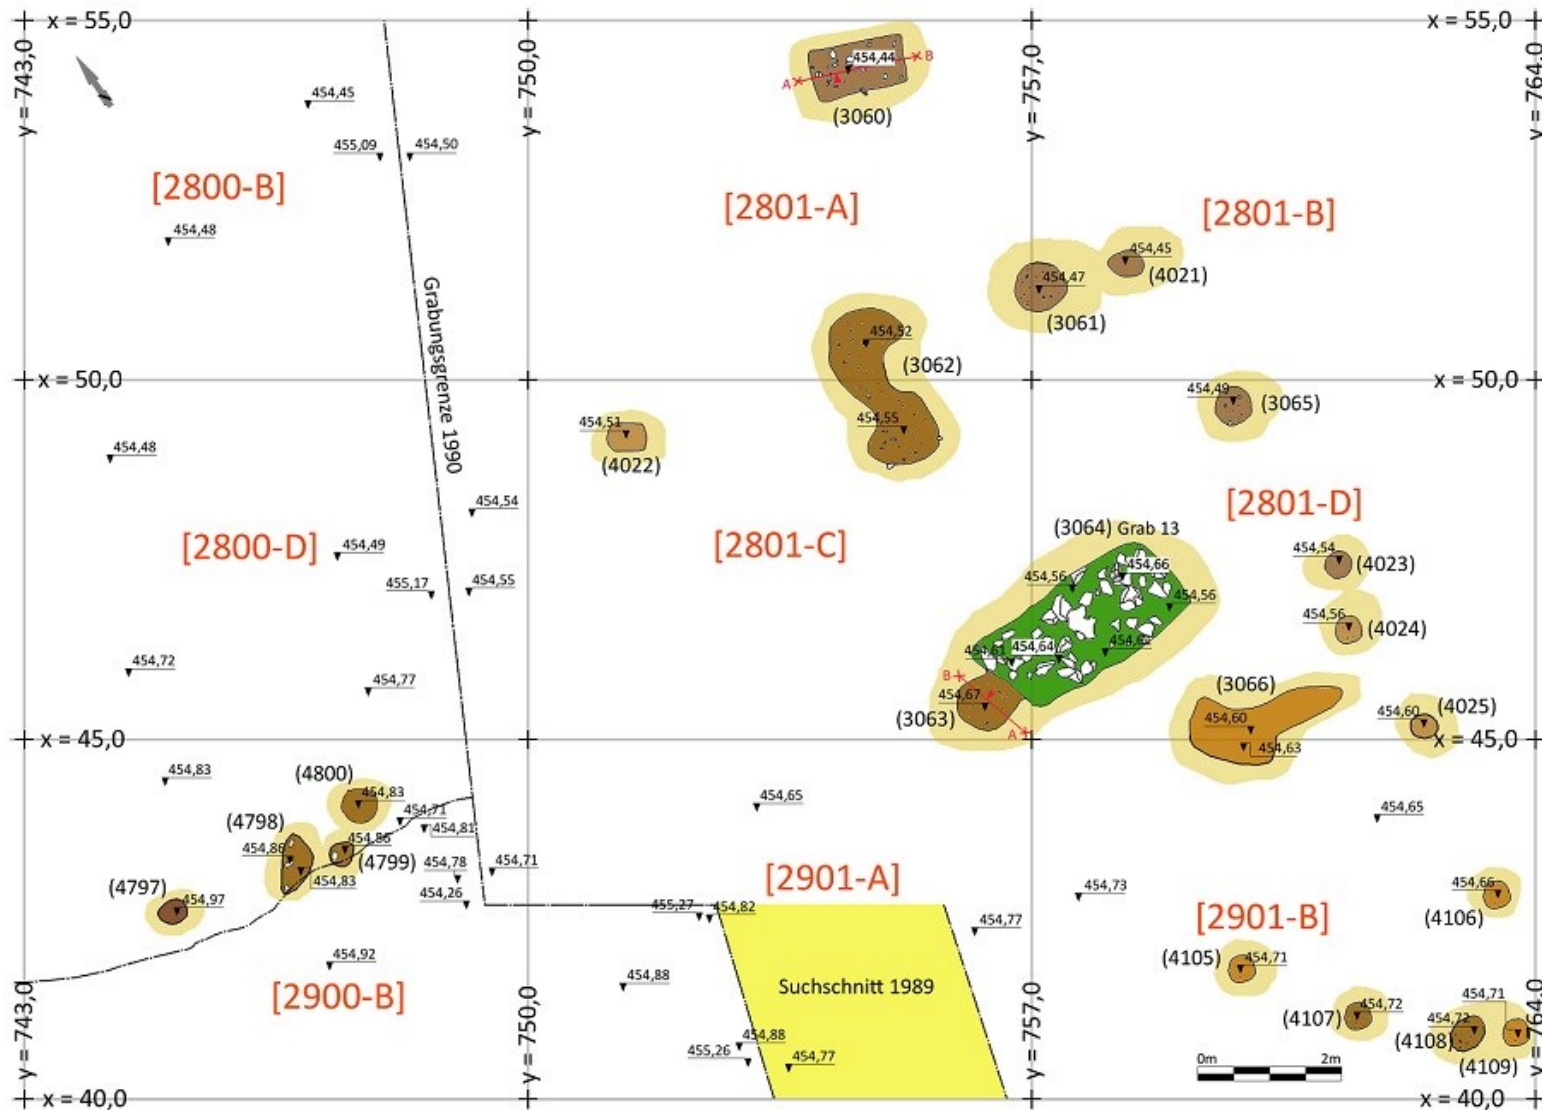 x = 55,0
x = 55,0
y = 743,0
y = 750,0
y = 757,0
y = 764,0
454,44
A
B
(3060)
454,45
455,09
454,50
[2800-B]
[2801-A]
[2801-B]
454,48
454,45
(4021)
454,47
(3061)
Grabungsgrenze 1990
454,52
(3062)
x = 50,0
x = 50,0
454,49
(3065)
454,51
(4022)
454,55
454,48
454,54
[2801-D]
[2800-D]
454,49
[2801-C]
(3064) Grab 13
455,17
454,55
454,56
454,66
454,56
454,54
(4023)
454,56
(4024)
454,61
454,64
454,72
454,77
B
454,67
(3063)
A
(3066)
454,60
454,63
454,60
(4025)
x = 45,0
x = 45,0
454,83
(4800)
454,83
454,71
454,81
454,65
454,65
(4798)
454,86
454,86
(4799)
454,83
454,78
454,71
(4797)
454,97
454,26
[2901-A]
454,73
454,66
(4106)
455,27
454,82
454,77
[2901-B]
454,92
(4105)
454,71
[2900-B]
454,88
Suchschnitt 1989
y = 743,0
y = 750,0
y = 757,0
y = 764,0
454,71
454,72
(4107)
454,72
(4108)
(4109)
454,88
455,26
454,77
0m
2m
x = 40,0
x = 40,0